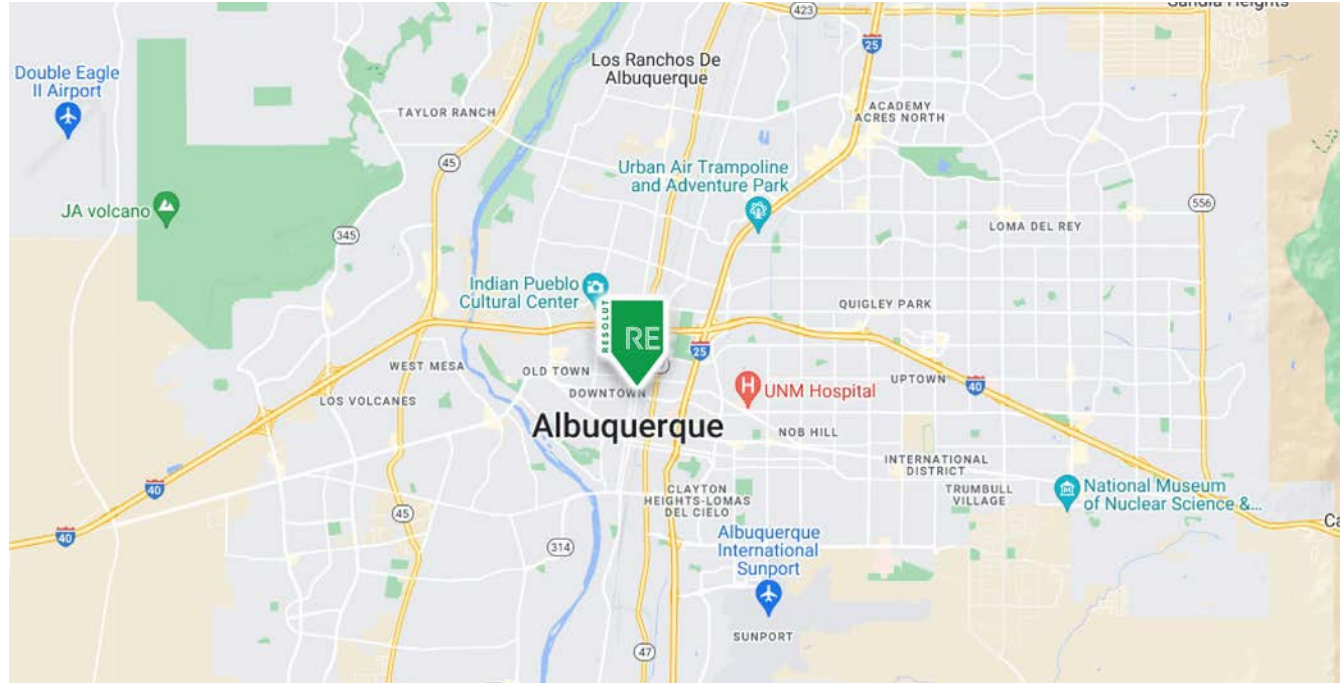 Sandia Heights
423
25
Los Ranchos De
Albuquerque
Double Eagle
II Airport
TAYLOR RANCH
ACADEMY
ACRES NORTH
45
Urban Air Trampoline
and Adventure Park
JA volcano
556
345
LOMA DEL REY
Indian Pueblo
Cultural Center
QUIGLEY PARK
RESOLUT
RE
25
WEST MESA
OLD TOWN
UPTOWN
40
DOWNTOWN
UNM Hospital
LOS VOLCANES
Albuquerque
NOB HILL
INTERNATIONAL
DISTRICT
40
CLAYTON
HEIGHTS-LOMAS
DEL CIELO
TRUMBULL
VILLAGE
National Museum
of Nuclear Science &...
45
Ca
40
314
Albuquerque
International
Sunport
SUNPORT
47